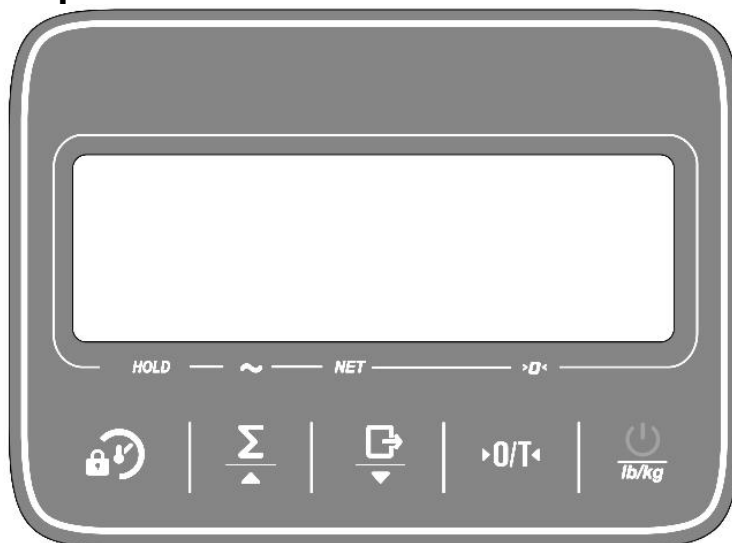 HOLD ~ NET >0<
Σ
▸0/T◂
lb/kg